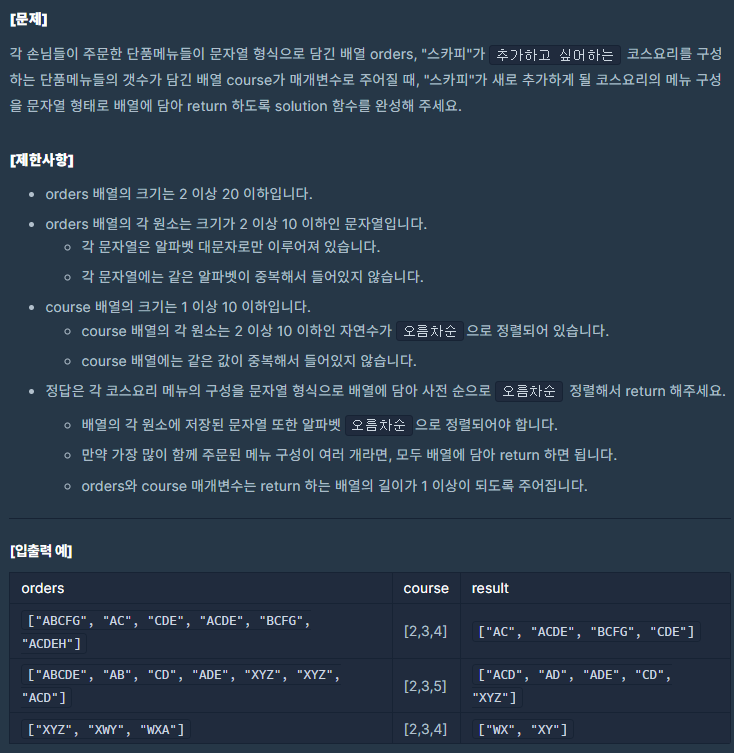 [문제]
각 손님들이 주문한 단품메뉴들이 문자열 형식으로 담긴 배열 orders, "스카피"가 추가하고 싶어하는 코스요리를 구성
하는 단품메뉴들의 갯수가 담긴 배열 course가 매개변수로 주어질 때, "스카피"가 새로 추가하게 될 코스요리의 메뉴 구성
을 문자열 형태로 배열에 담아 return 하도록 solution 함수를 완성해 주세요.
[제한사항]
• orders 배열의 크기는 2 이상 20 이하입니다.
• orders 배열의 각 원소는 크기가 2 이상 10 이하인 문자열입니다.
◦ 각 문자열은 알파벳 대문자로만 이루어져 있습니다.
◦ 각 문자열에는 같은 알파벳이 중복해서 들어있지 않습니다.
• course 배열의 크기는 1 이상 10 이하입니다.
◦ course 배열의 각 원소는 2 이상 10 이하인 자연수가 오름차순 으로 정렬되어 있습니다.
◦ course 배열에는 같은 값이 중복해서 들어있지 않습니다.
• 정답은 각 코스요리 메뉴의 구성을 문자열 형식으로 배열에 담아 사전 순으로 오름차순 정렬해서 return 해주세요.
◦ 배열의 각 원소에 저장된 문자열 또한 알파벳 오름차순 으로 정렬되어야 합니다.
◦ 만약 가장 많이 함께 주문된 메뉴 구성이 여러 개라면, 모두 배열에 담아 return 하면 됩니다.
◦ orders와 course 매개변수는 return 하는 배열의 길이가 1 이상이 되도록 주어집니다.
[입출력 예]
orders course result
["ABCFG", "AC", "CDE", "ACDE", "BCFG",
"ACDEH"] [2,3,4] ["AC", "ACDE", "BCFG", "CDE"]
["ABCDE", "AB", "CD", "ADE", "XYZ", "XYZ",
"ACD"] [2,3,5] ["ACD", "AD", "ADE", "CD",
"XYZ"]
["XYZ", "XWY", "WXA"] [2,3,4] ["WX", "XY"]